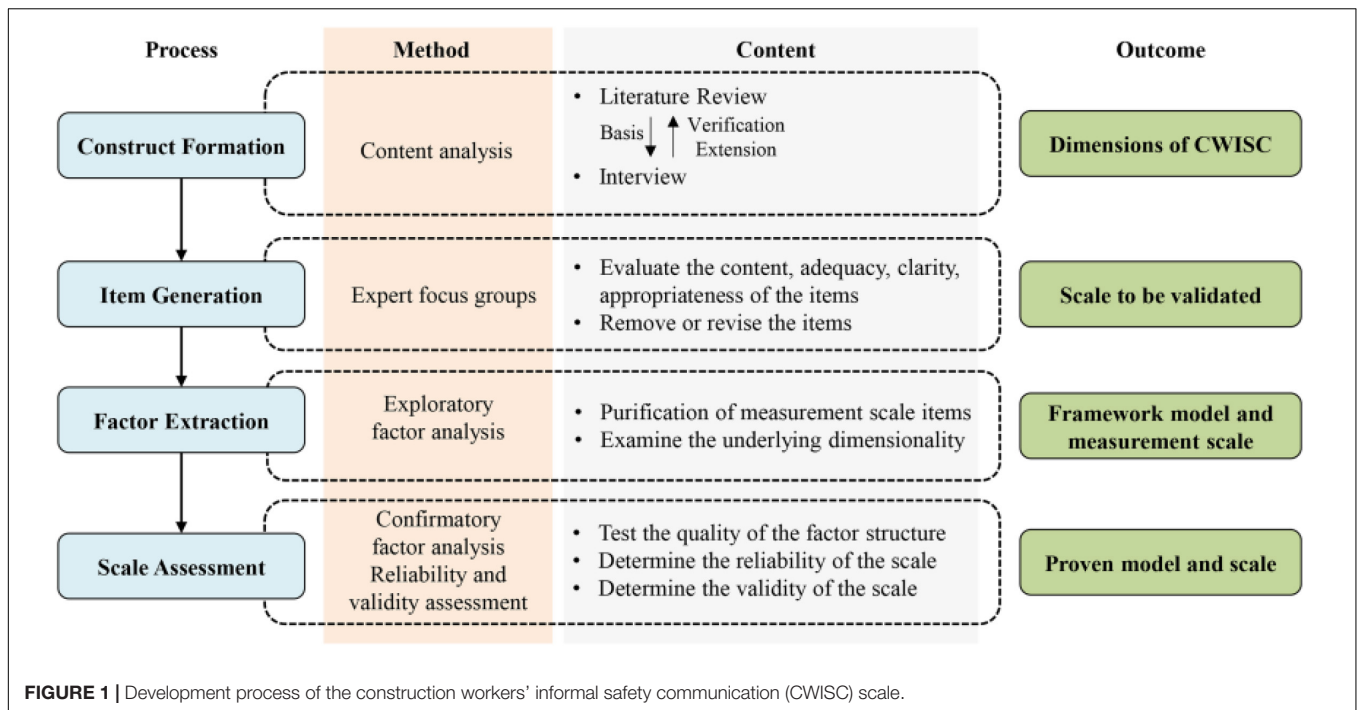 Process
Method
Content
Outcome
Construct Formation
Content analysis
• Literature Review
Basis
Verification
Extension
• Interview
Dimensions of CWISC
Item Generation
Expert focus groups
• Evaluate the content, adequacy, clarity,
appropriateness of the items
• Remove or revise the items
Scale to be validated
Factor Extraction
Exploratory
factor analysis
• Purification of measurement scale items
• Examine the underlying dimensionality
Framework model and
measurement scale
Scale Assessment
Confirmatory
factor analysis
Reliability and
validity assessment
• Test the quality of the factor structure
• Determine the reliability of the scale
• Determine the validity of the scale
Proven model and scale
FIGURE 1 | Development process of the construction workers’ informal safety communication (CWISC) scale.